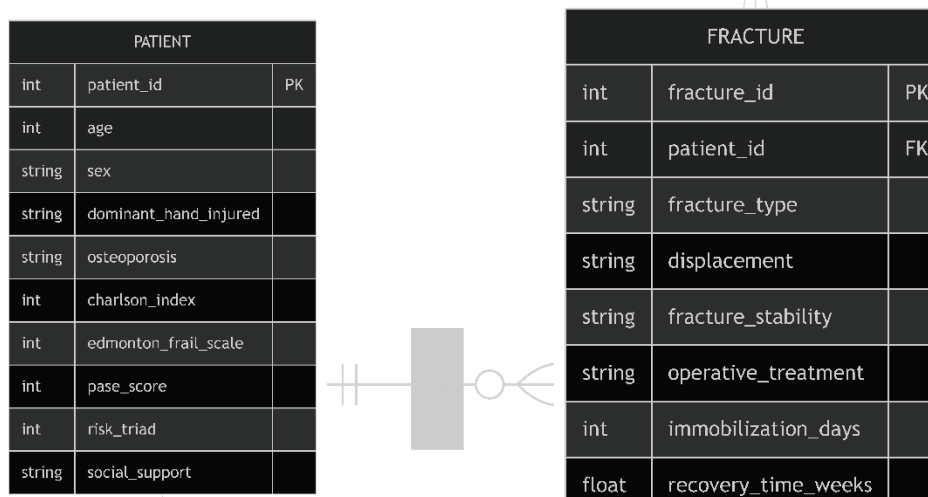 PATIENT
int patient_id PK
int age
string sex
string dominant_hand_injured
string osteoporosis
int charlson_index
int edmonton_frail_scale
int pase_score
int risk_triad
string social_support
FRACTURE
int fracture_id PK
int patient_id FK
string fracture_type
string displacement
string fracture_stability
string operative_treatment
int immobilization_days
float recovery_time_weeks